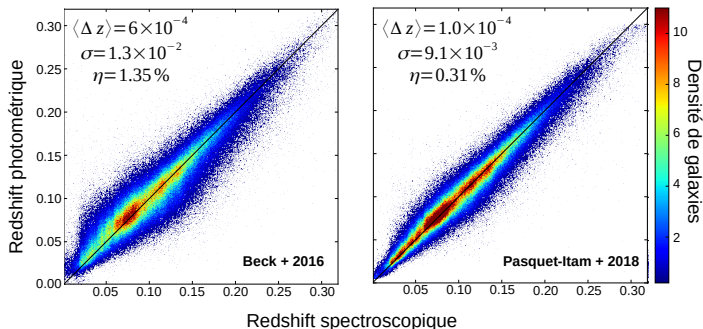 ⟨Δ z⟩=6×10⁻⁴
σ=1.3×10⁻²
η=1.35%
Beck + 2016
0.30
0.25
0.20
0.15
0.10
0.05
0.00
0.05 0.10 0.15 0.20 0.25 0.30
Redshift photométrique
⟨Δ z⟩=1.0×10⁻⁴
σ=9.1×10⁻³
η=0.31%
Pasquet-Itam + 2018
0.05 0.10 0.15 0.20 0.25 0.30
10
8
6
4
2
Densité de galaxies
Redshift spectroscopique